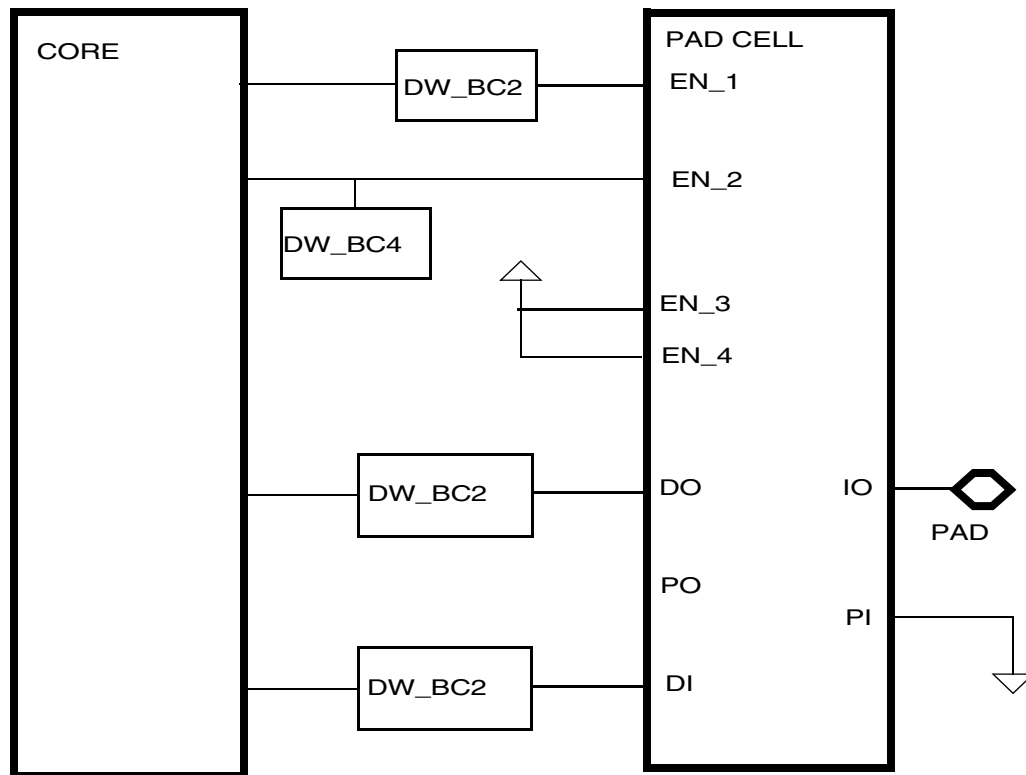 CORE
PAD CELL
DW_BC2
EN_1
EN_2
DW_BC4
EN_3
EN_4
DW_BC2
DO
IO
PAD
PO
PI
DW_BC2
DI